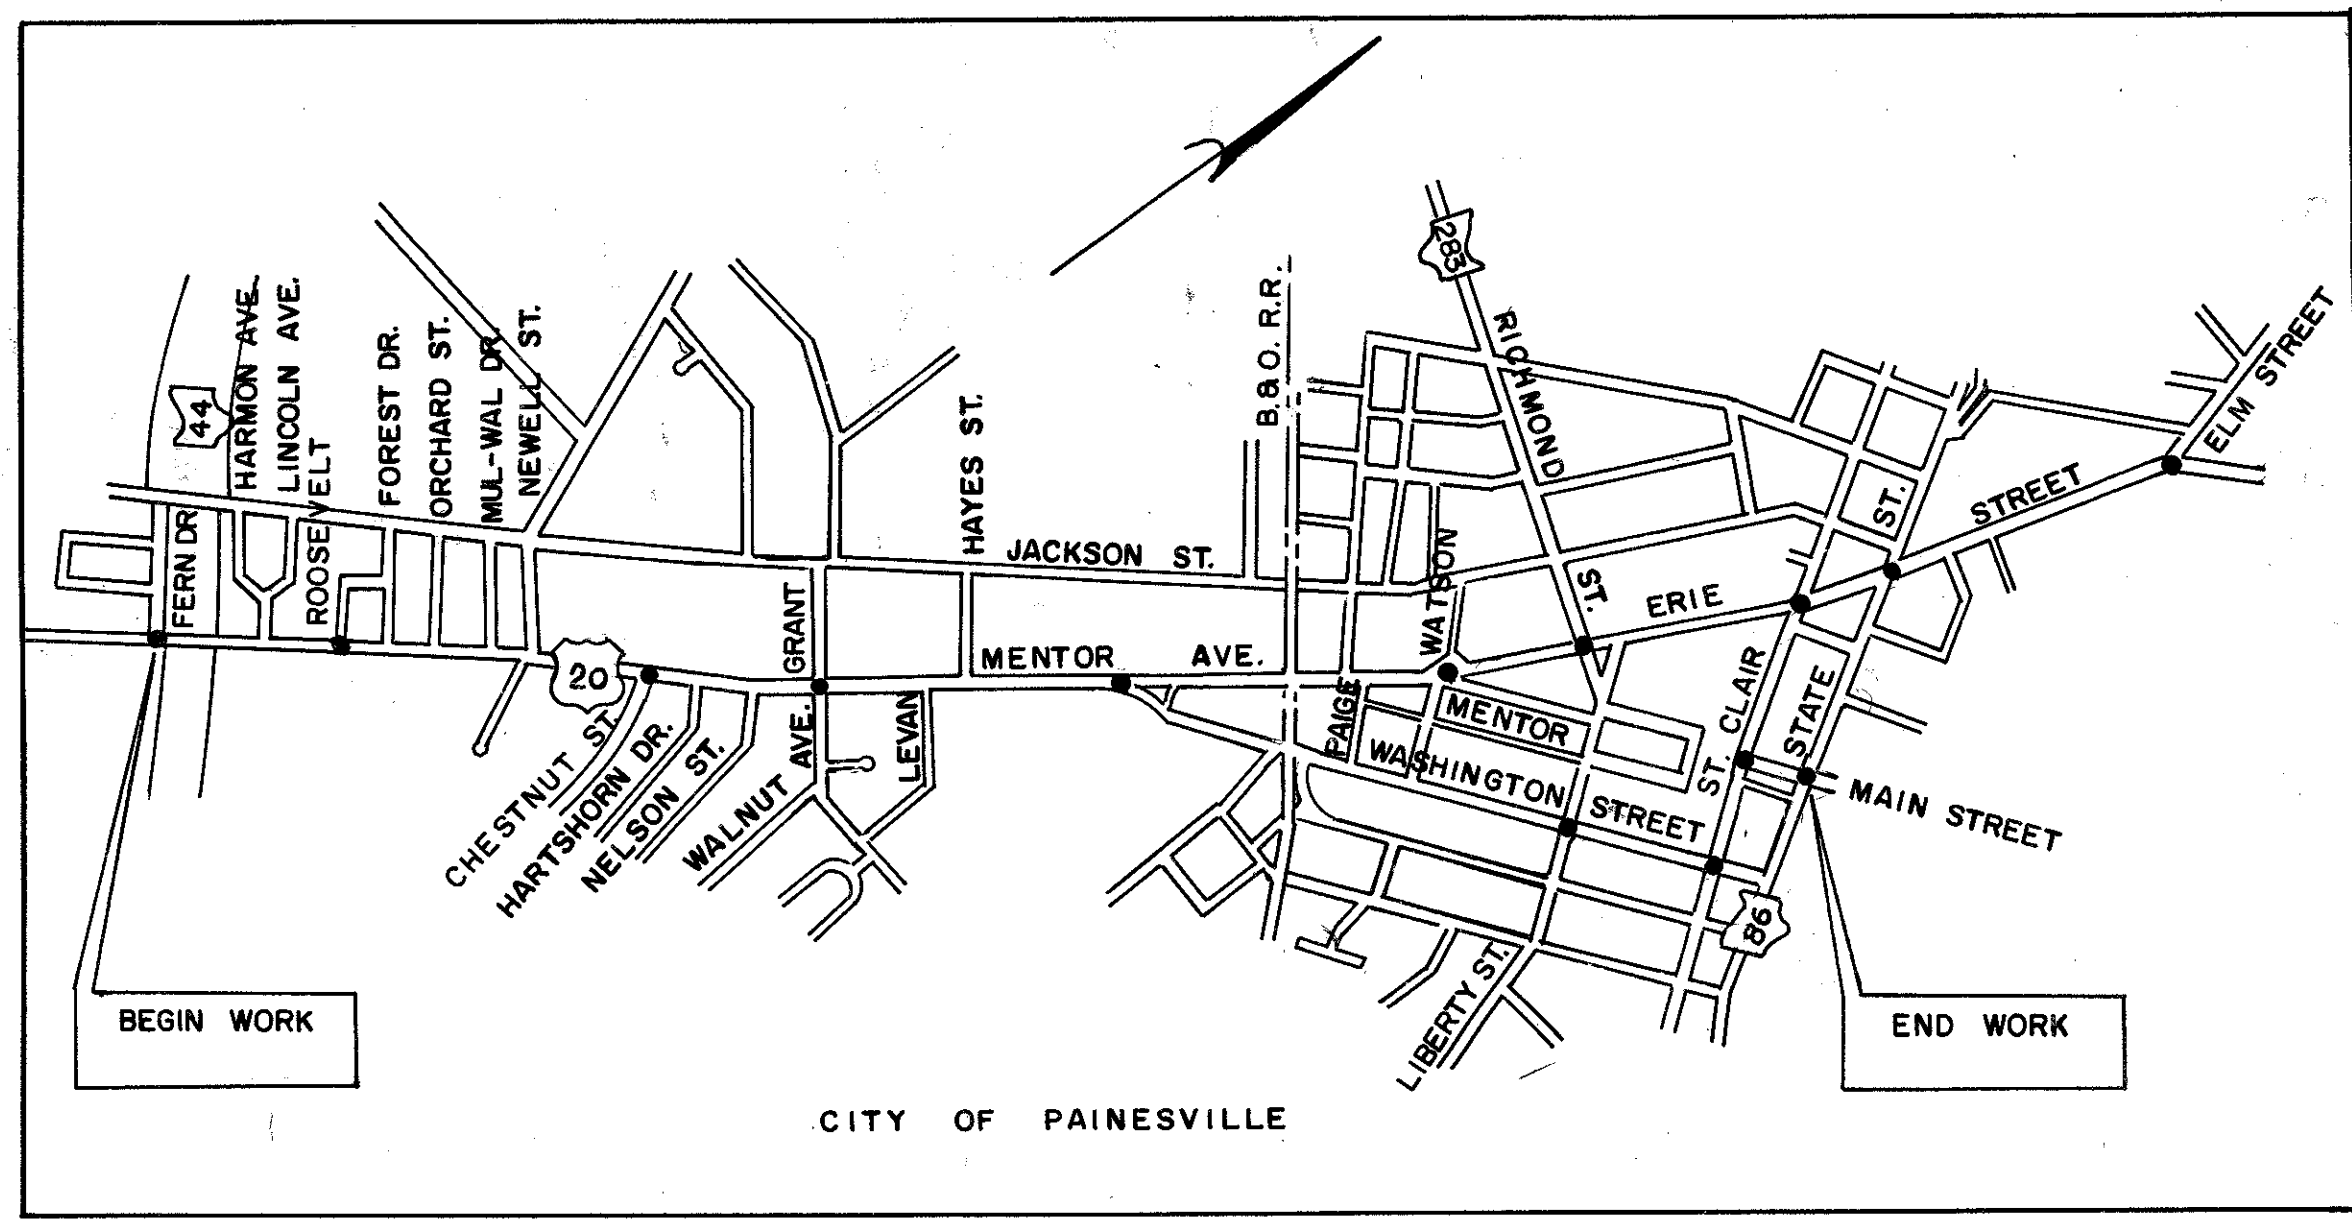 283
RICHMOND
ST.
B.&O. R.R.
44
HARMON AVE.
LINCOLN AVE.
ROOSEVELT
FOREST DR.
ORCHARD ST.
MUL-WAL DR.
NEWELL ST.
HAYES ST.
ELM STREET
FERN DR
JACKSON ST.
WATSON
ERIE
STREET
GRANT
AVE.
20
MENTOR AVE.
LEVAN
PAIGE
MENTOR
WASHINGTON STREET
ST. CLAIR
STATE
ST.
MAIN STREET
CHESTNUT ST.
HARTSHORN DR.
NELSON ST.
WALNUT
86
LIBERTY ST.
BEGIN WORK
END WORK
CITY OF PAINESVILLE